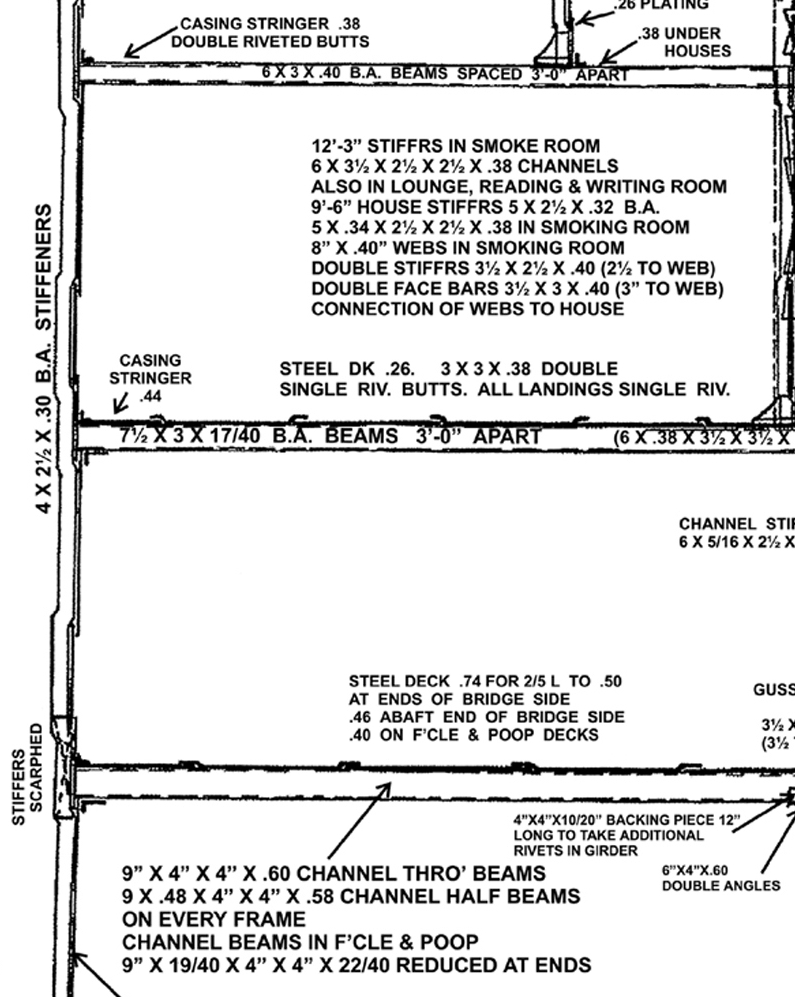 .26 PLATING
CASING STRINGER .38
DOUBLE RIVETED BUTTS
.38 UNDER
HOUSES
6 X 3 X .40 B.A. BEAMS SPACED 3'-0" APART
12'-3" STIFFRS IN SMOKE ROOM
6 X 3½ X 2½ X 2½ X .38 CHANNELS
ALSO IN LOUNGE, READING & WRITING ROOM
9'-6" HOUSE STIFFRS 5 X 2½ X .32 B.A.
5 X .34 X 2½ X 2½ X .38 IN SMOKING ROOM
8" X .40" WEBS IN SMOKING ROOM
DOUBLE STIFFRS 3½ X 2½ X .40 (2½ TO WEB)
DOUBLE FACE BARS 3½ X 3 X .40 (3" TO WEB)
CONNECTION OF WEBS TO HOUSE
4 X 2½ X .30 B.A. STIFFENERS
CASING
STRINGER
.44
STEEL DK .26. 3 X 3 X .38 DOUBLE
SINGLE RIV. BUTTS. ALL LANDINGS SINGLE RIV.
7½ X 3 X 17/40 B.A. BEAMS 3'-0" APART
(6 X .38 X 3½ X 3½ X
CHANNEL
6 X 5/16 X 2½ X
STEEL DECK .74 FOR 2/5 L TO .50
AT ENDS OF BRIDGE SIDE
.46 ABAFT END OF BRIDGE SIDE
.40 ON F'CLE & POOP DECKS
3½
(3½
STIFFERS
SCARPHED
4"X4"X10/20" BACKING PIECE 12"
LONG TO TAKE ADDITIONAL
RIVETS IN GIRDER
6"X4"X.60
DOUBLE ANGLES
9" X 4" X 4" X .60 CHANNEL THRO' BEAMS
9 X .48 X 4" X 4" X .58 CHANNEL HALF BEAMS
ON EVERY FRAME
CHANNEL BEAMS IN F'CLE & POOP
9" X 19/40 X 4" X 4" X 22/40 REDUCED AT ENDS